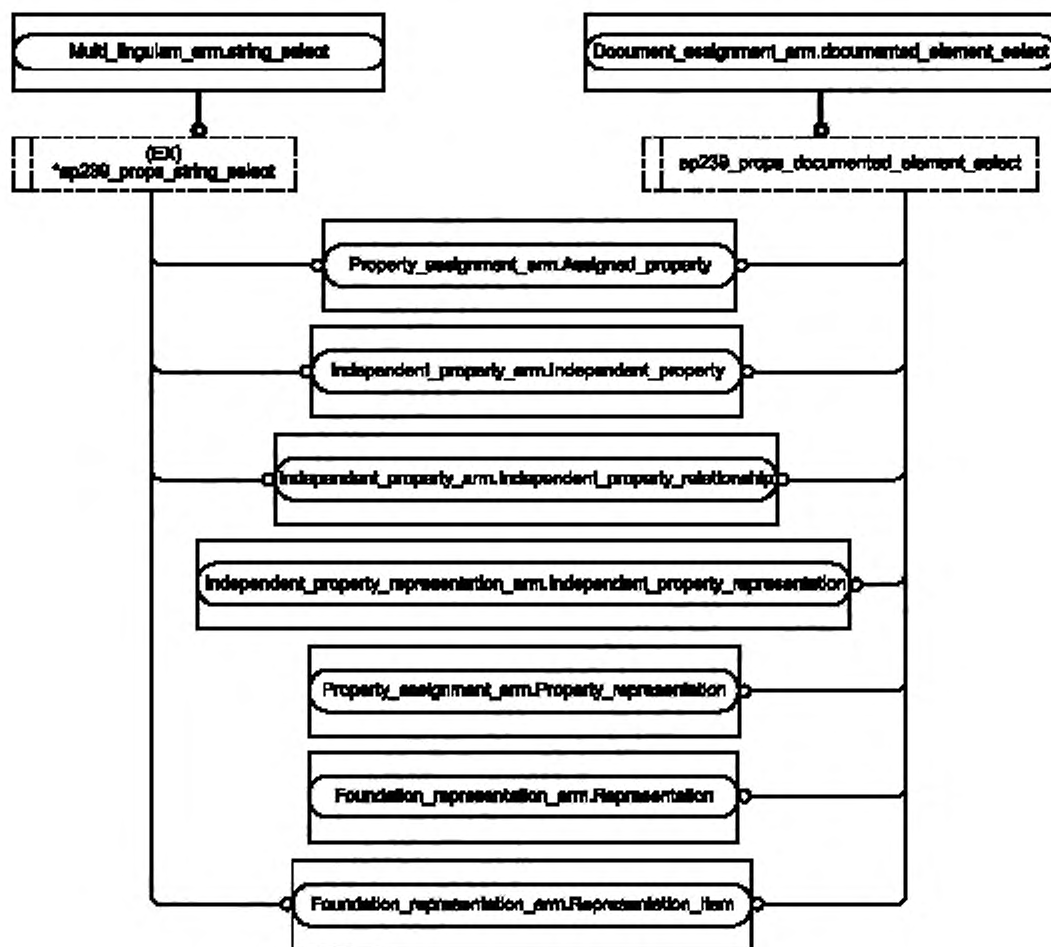 Multi_linguism_arm.string_select
Document_assignment_arm.documented_element_select
(EX)
*ap239_props_string_select
ap239_props_documented_element_select
Property_assignment_arm.Assigned_property
Independent_property_arm.Independent_property
Independent_property_arm.Independent_property_relationship
Independent_property_representation_arm.Independent_property_representation
Property_assignment_arm.Property_representation
Foundation_representation_arm.Representation
Foundation_representation_arm.Representation_item